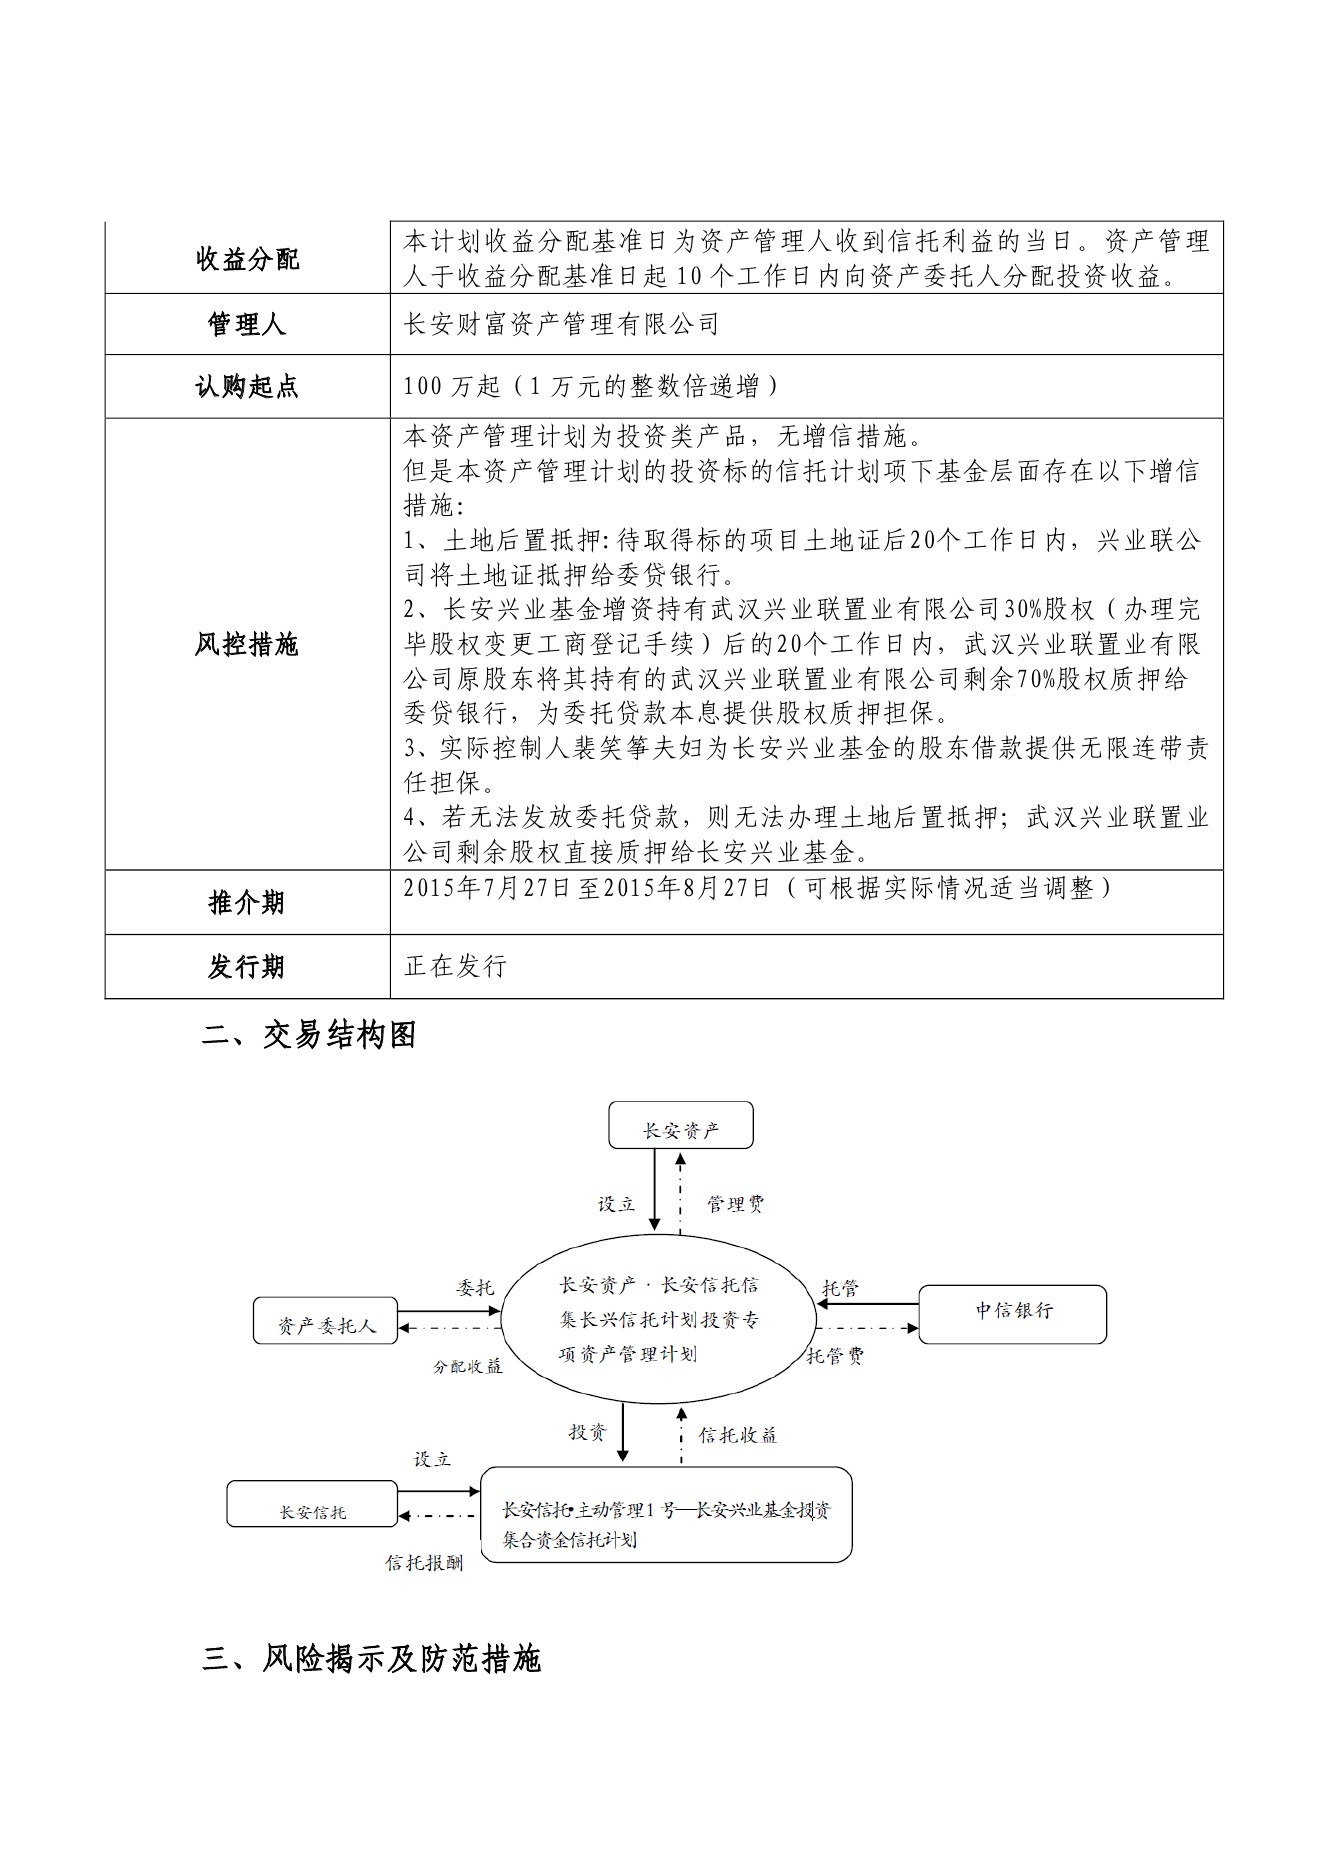 收益分配
本计划收益分配基准日为资产管理人收到信托利益的当日。资产管理
人于收益分配基准日起 10 个工作日内向资产委托人分配投资收益。
管理人
长安财富资产管理有限公司
认购起点
100 万起（1 万元的整数倍递增）
风控措施
本资产管理计划为投资类产品，无增信措施。
但是本资产管理计划的投资标的信托计划项下基金层面存在以下增信
措施：
1、土地后置抵押：待取得标的项目土地证后20个工作日内，兴业联公
司将土地证抵押给委贷银行。
2、长安兴业基金增资持有武汉兴业联置业有限公司30%股权（办理完
毕股权变更工商登记手续）后的20个工作日内，武汉兴业联置业有限
公司原股东将其持有的武汉兴业联置业有限公司剩余70%股权质押给
委贷银行，为委托贷款本息提供股权质押担保。
3、实际控制人裴笑筝夫妇为长安兴业基金的股东借款提供无限连带责
任担保。
4、若无法发放委托贷款，则无法办理土地后置抵押；武汉兴业联置业
公司剩余股权直接质押给长安兴业基金。
推介期
2015年7月27日至2015年8月27日（可根据实际情况适当调整）
发行期
正在发行
二、交易结构图
长安资产
设立
管理费
委托
长安资产·长安信托信
集长兴信托计划投资专
项资产管理计划
托管
中信银行
资产委托人
分配收益
托管费
投资
信托收益
设立
长安信托
长安信托•主动管理1 号—长安兴业基金投资
集合资金信托计划
信托报酬
三、风险揭示及防范措施